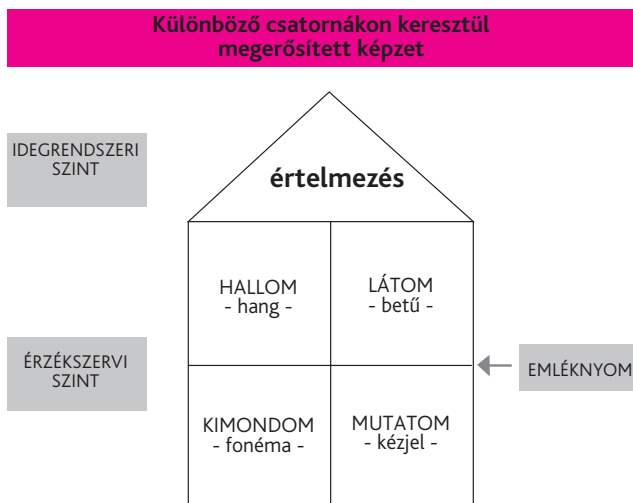 Különböző csatornákon keresztül
megerősített képzet
IDEGRENDSZERI
SZINT
értelmezés
HALLOM
- hang -
LÁTOM
- betű -
ÉRZÉKSZERVI
SZINT
EMLÉKNYOM
KIMONDOM
- fonéma -
MUTATOM
- kézjel -